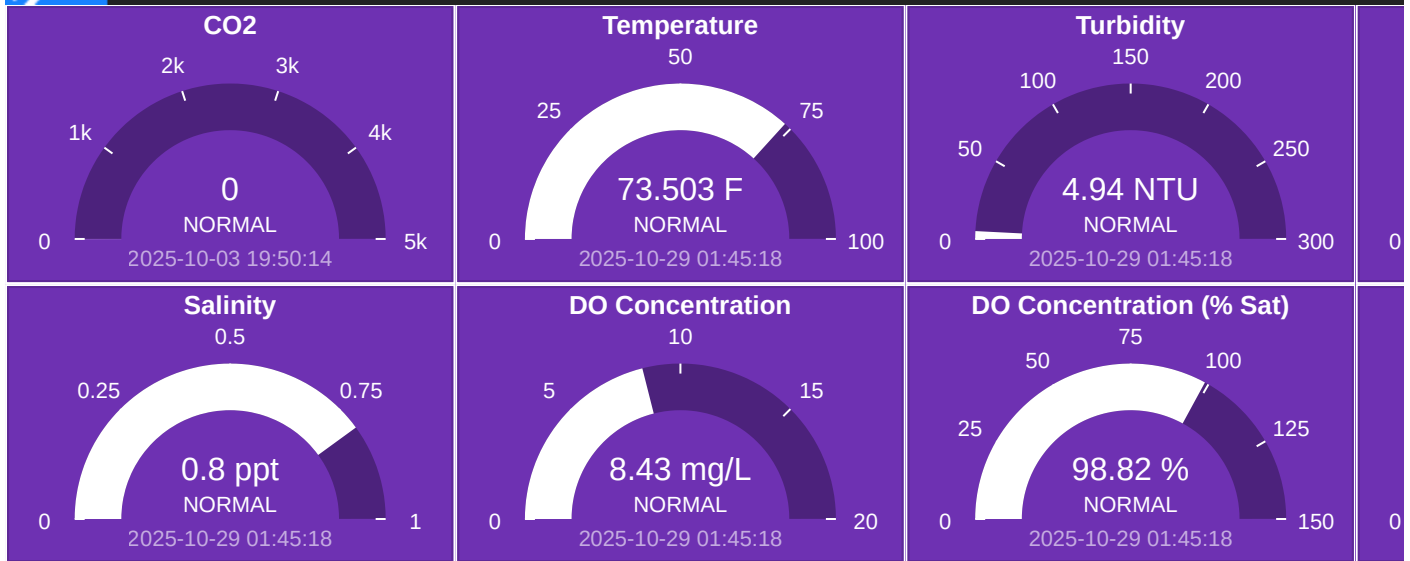 CO2
2k
3k
1k
4k
0
NORMAL
0
5k
2025-10-03 19:50:14
Temperature
50
25
75
73.503 F
NORMAL
0
100
2025-10-29 01:45:18
Turbidity
150
100
200
50
250
4.94 NTU
NORMAL
0
300
2025-10-29 01:45:18
0
Salinity
0.5
0.25
0.75
0.8 ppt
NORMAL
0
1
2025-10-29 01:45:18
DO Concentration
10
5
15
8.43 mg/L
NORMAL
0
20
2025-10-29 01:45:18
DO Concentration (% Sat)
75
50
100
25
125
98.82 %
NORMAL
0
150
2025-10-29 01:45:18
0